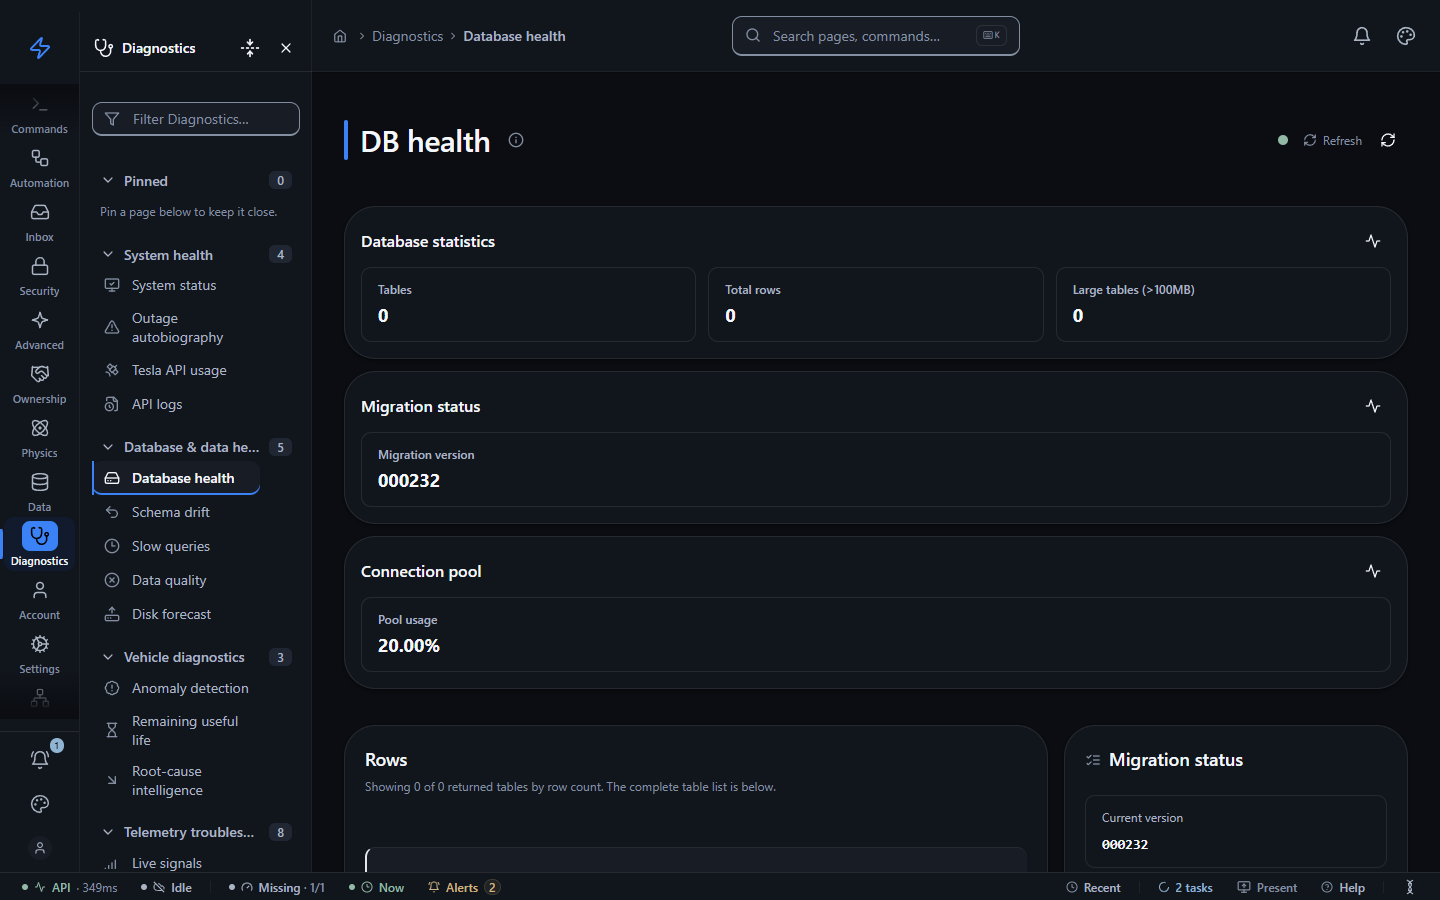 Diagnostics
Diagnostics
Database health
Search pages, commands...
K
Commands
Automation
Inbox
Security
Advanced
Ownership
Physics
Data
Diagnostics
Account
Settings
1
Filter Diagnostics...
Pinned
0
Pin a page below to keep it close.
System health
4
System status
Outage
autobiography
Tesla API usage
API logs
Database & data he...
5
Database health
Schema drift
Slow queries
Data quality
Disk forecast
Vehicle diagnostics
3
Anomaly detection
Remaining useful
life
Root-cause
intelligence
Telemetry troubles...
8
Live signals
DB health
Refresh
Database statistics
Tables
0
Total rows
0
Large tables (>100MB)
0
Migration status
Migration version
000232
Connection pool
Pool usage
20.00%
Rows
Showing 0 of 0 returned tables by row count. The complete table list is below.
Migration status
Current version
000232
API · 349ms
Idle
Missing · 1/1
Now
Alerts 2
Recent
2 tasks
Present
Help